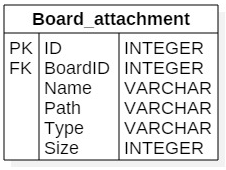 Board_attachment
PK ID INTEGER
FK BoardID INTEGER
Name VARCHAR
Path VARCHAR
Type VARCHAR
Size INTEGER